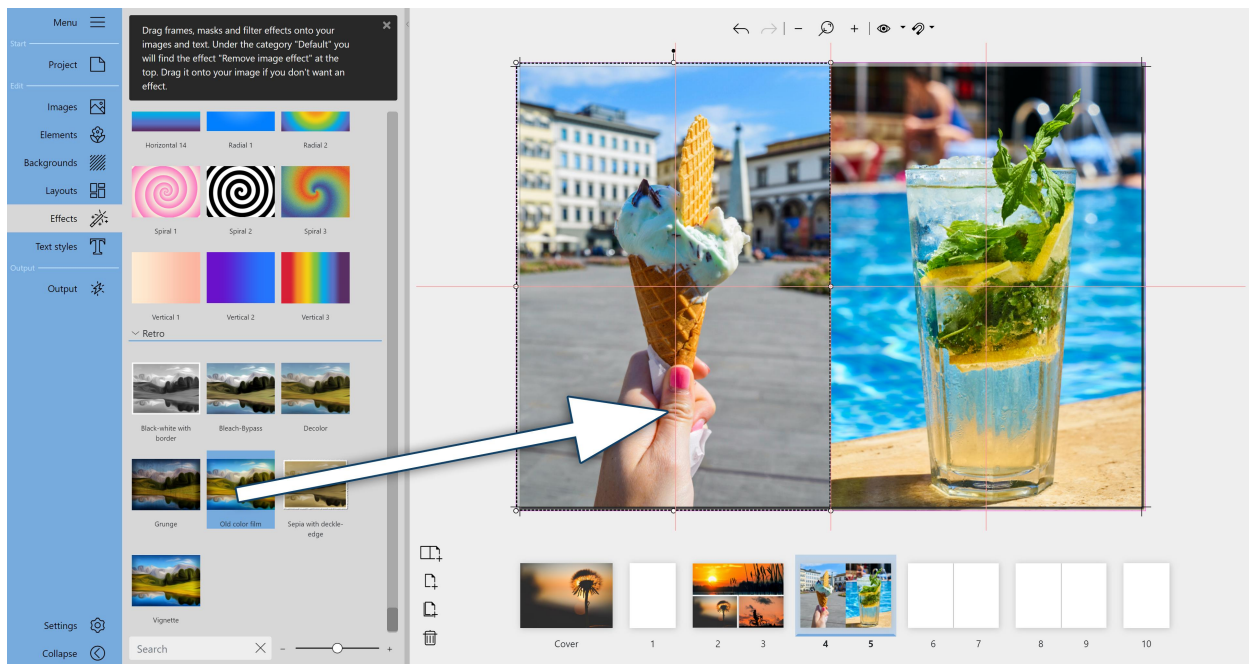 Menu
Start
Project
Edit
Images
Elements
Backgrounds
Layouts
Effects
Text styles
Output
Output
Settings
Collapse
Drag frames, masks and filter effects onto your
images and text. Under the category "Default" you
will find the effect "Remove image effect" at the
top. Drag it onto your image if you don't want an
effect.
Horizontal 14
Radial 1
Radial 2
Spiral 1
Spiral 2
Spiral 3
Vertical 1
Vertical 2
Vertical 3
Retro
Black-white with
border
Bleach-Bypass
Decolor
Grunge
Old color film
Sepia with deckle-
edge
Vignette
Search
Cover
1
2
3
4
5
6
7
8
9
10